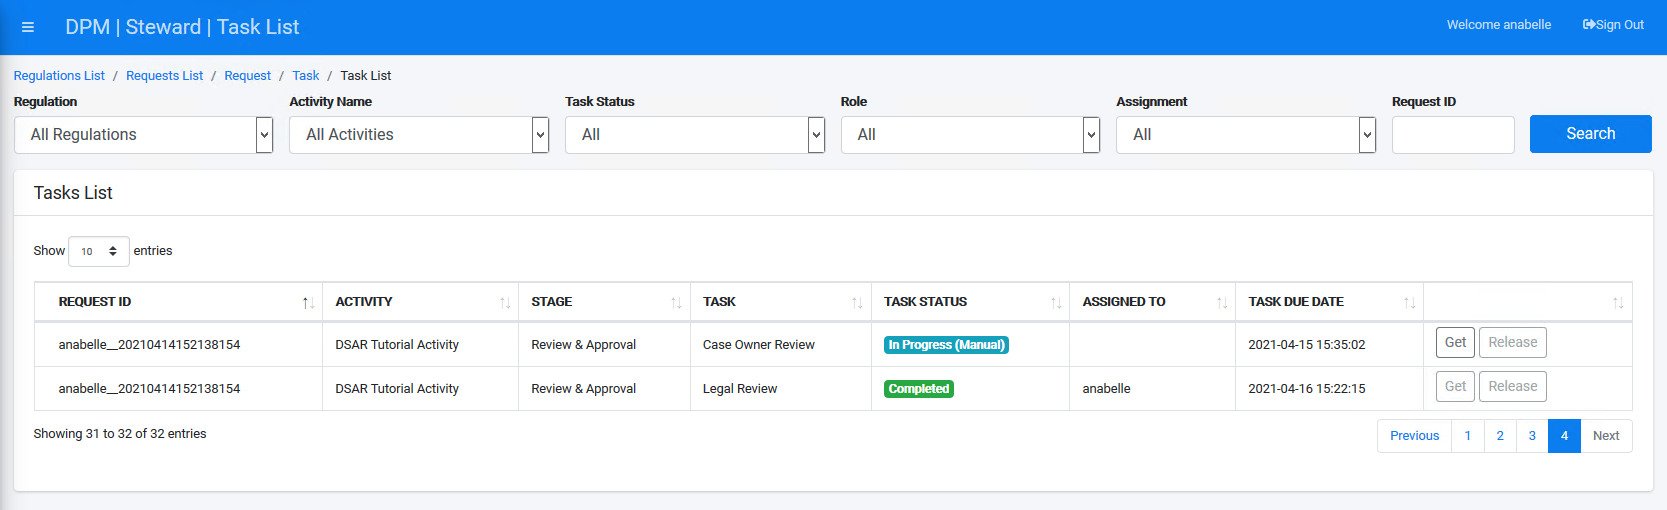 DPM | Steward | Task List
Welcome anabelle
Sign Out
Regulations List / Requests List / Request / Task / Task List
Regulation
Activity Name
Task Status
Role
Assignment
Request ID
All Regulations
All Activities
All
All
All
Search
Tasks List
Show 10 entries
REQUEST ID ACTIVITY STAGE TASK TASK STATUS ASSIGNED TO TASK DUE DATE
anabelle__20210414152138154 DSAR Tutorial Activity Review & Approval Case Owner Review In Progress (Manual) 2021-04-15 15:35:02 Get Release
anabelle__20210414152138154 DSAR Tutorial Activity Review & Approval Legal Review Completed anabelle 2021-04-16 15:22:15 Get Release
Showing 31 to 32 of 32 entries
Previous 1 2 3 4 Next